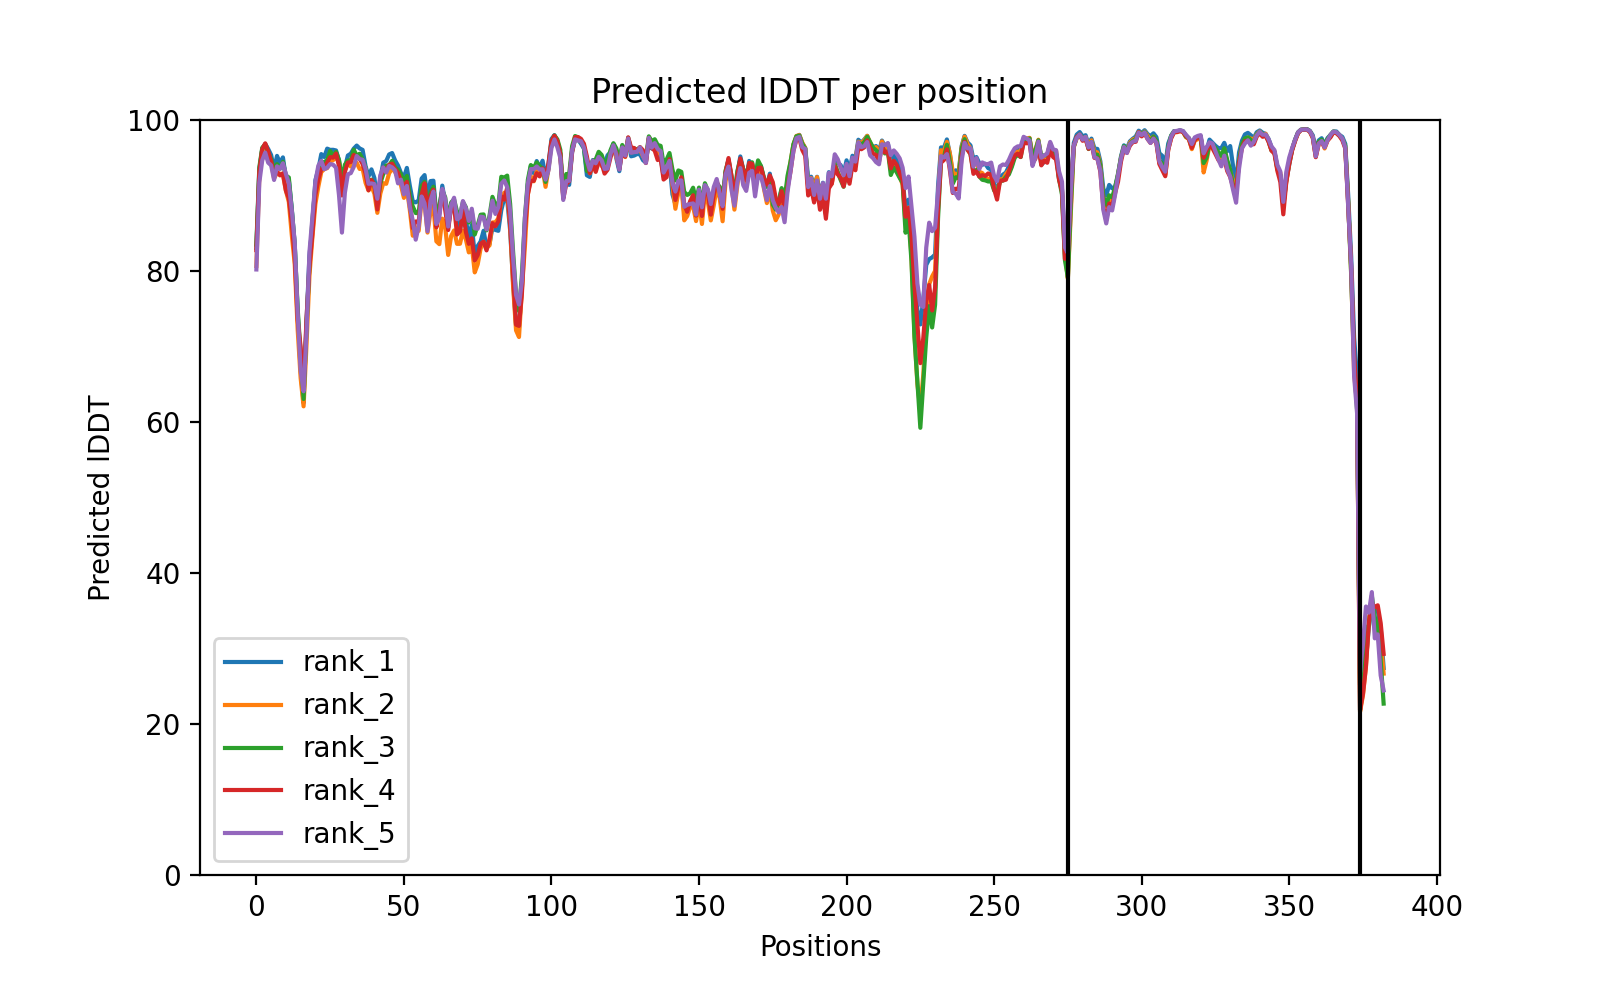 Predicted lDDT per position
100
80
60
40
20
0
Predicted lDDT
rank_1
rank_2
rank_3
rank_4
rank_5
0 50 100 150 200 250 300 350 400
Positions